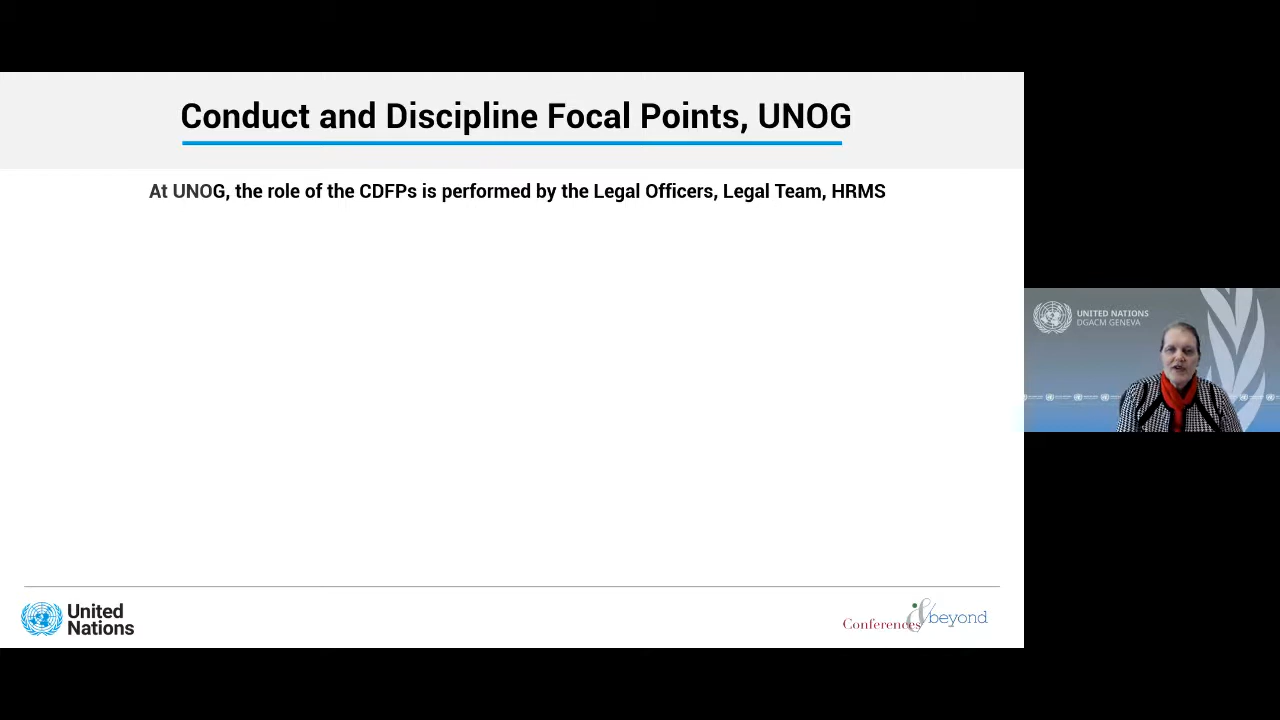 Conduct and Discipline Focal Points, UNOG
At UNOG, the role of the CDFPs is performed by the Legal Officers, Legal Team, HRMS
UNITED NATIONS
DGACM GENEVA
United
Nations
Conferences & beyond